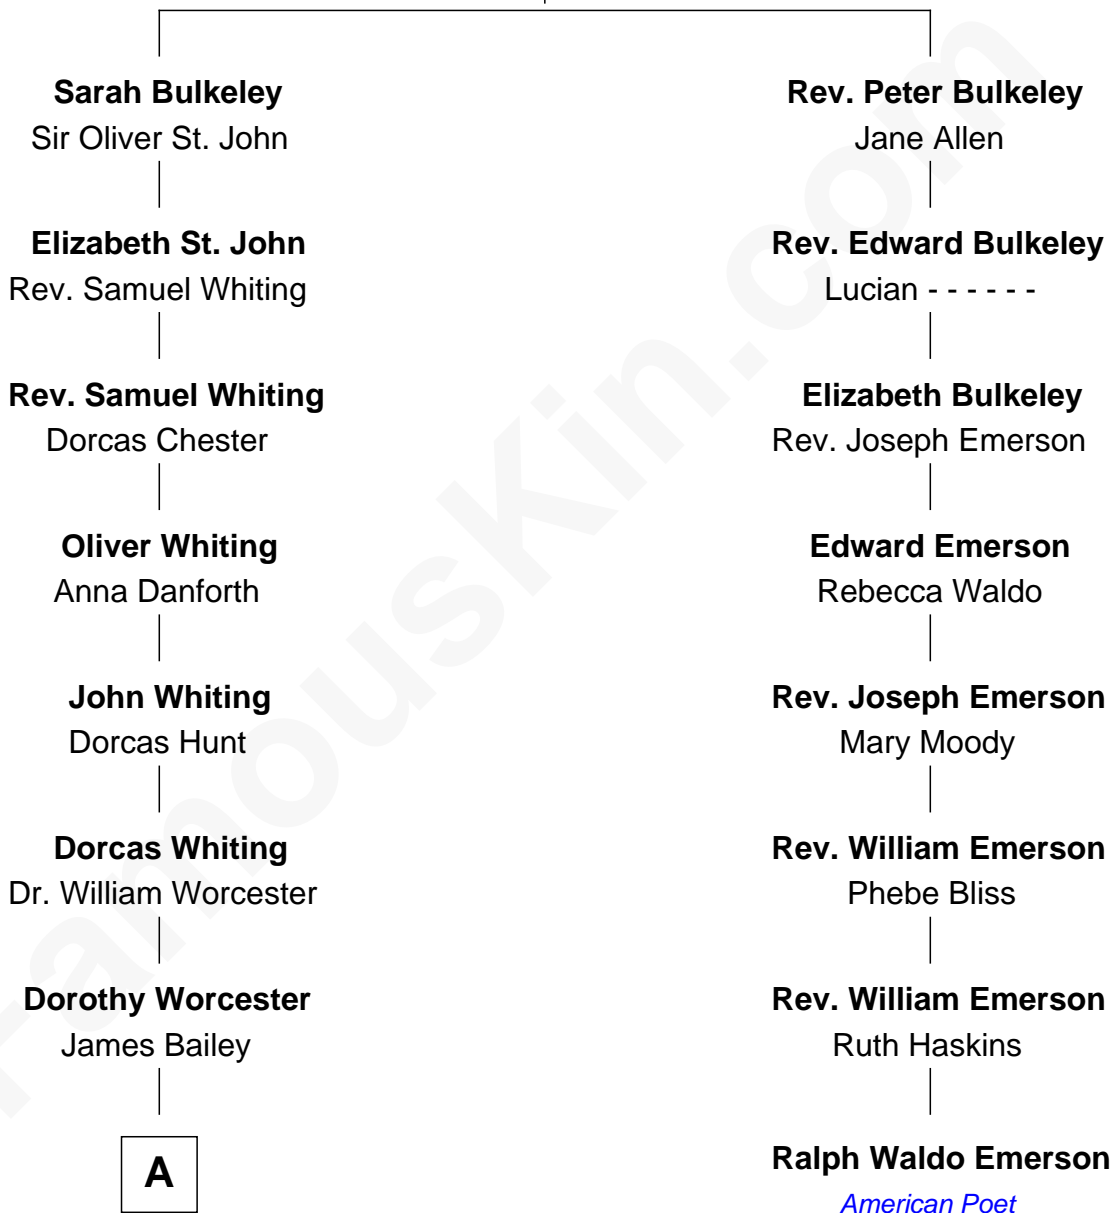 Sarah Bulkeley
Sir Oliver St. John
Rev. Peter Bulkeley
Jane Allen
Elizabeth St. John
Rev. Samuel Whiting
Rev. Edward Bulkeley
Lucian - - - - - -
Rev. Samuel Whiting
Dorcas Chester
Elizabeth Bulkeley
Rev. Joseph Emerson
Oliver Whiting
Anna Danforth
Edward Emerson
Rebecca Waldo
John Whiting
Dorcas Hunt
Rev. Joseph Emerson
Mary Moody
Dorcas Whiting
Dr. William Worcester
Rev. William Emerson
Phebe Bliss
Dorothy Worcester
James Bailey
Rev. William Emerson
Ruth Haskins
A
Ralph Waldo Emerson
American Poet
FamousKin.com